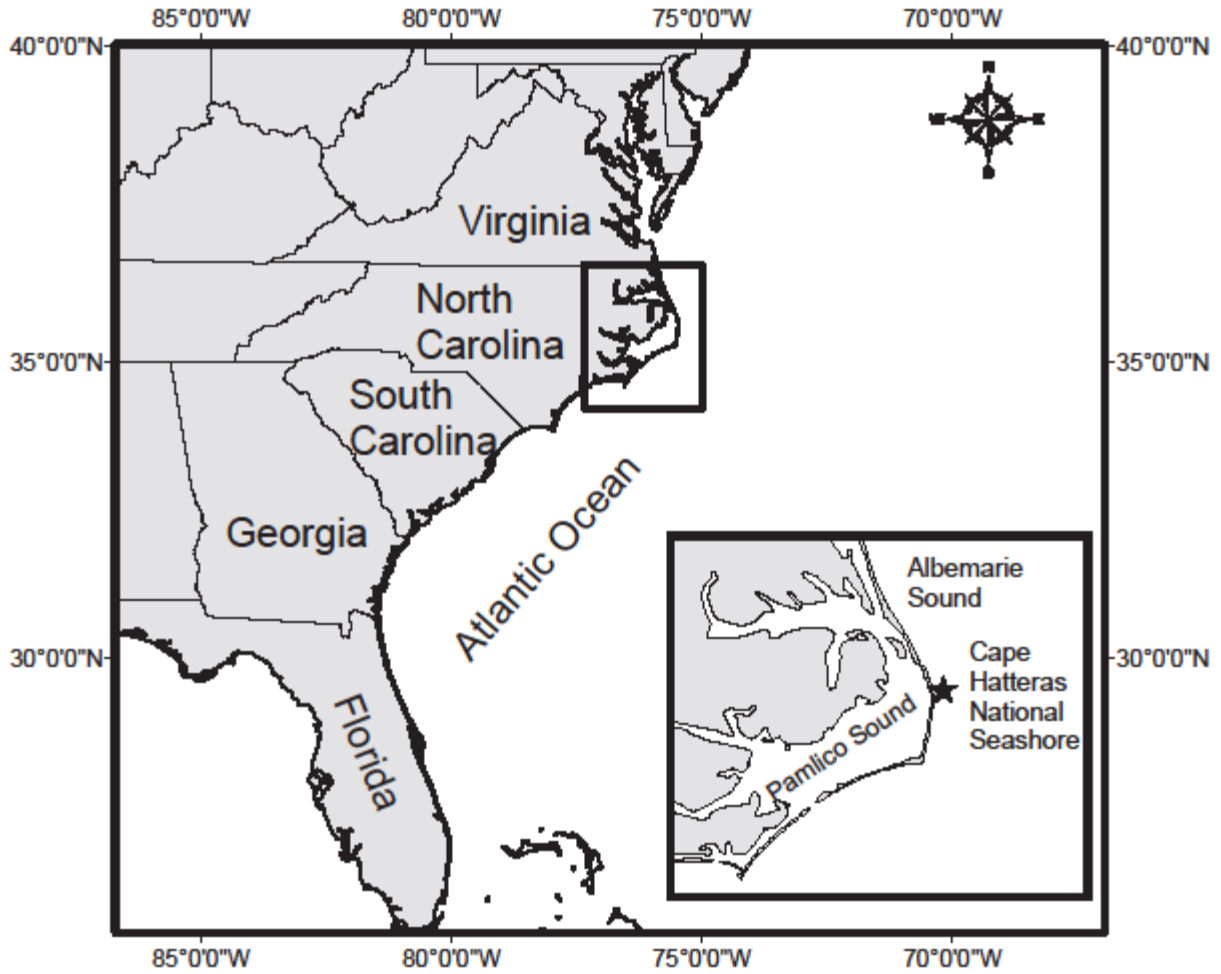 85°0'0"W
80°0'0"W
75°0'0"W
70°0'0"W
40°0'0"N
40°0'0"N
N
W
E
Virginia
North
Carolina
35°0'0"N
35°0'0"N
South
Carolina
Georgia
Atlantic Ocean
Albemarie
Sound
Cape
Hatteras
National
Seashore
Pamlico Sound
30°0'0"N
30°0'0"N
Florida
85°0'0"W
80°0'0"W
75°0'0"W
70°0'0"W